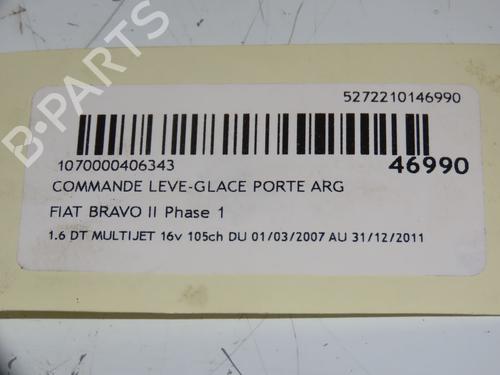 B-PARTS
5272210146990
1070000406343 46990
COMMANDE LEVE-GLACE PORTE ARG
FIAT BRAVO II Phase 1
1.6 DT MULTIJET 16v 105ch DU 01/03/2007 AU 31/12/2011